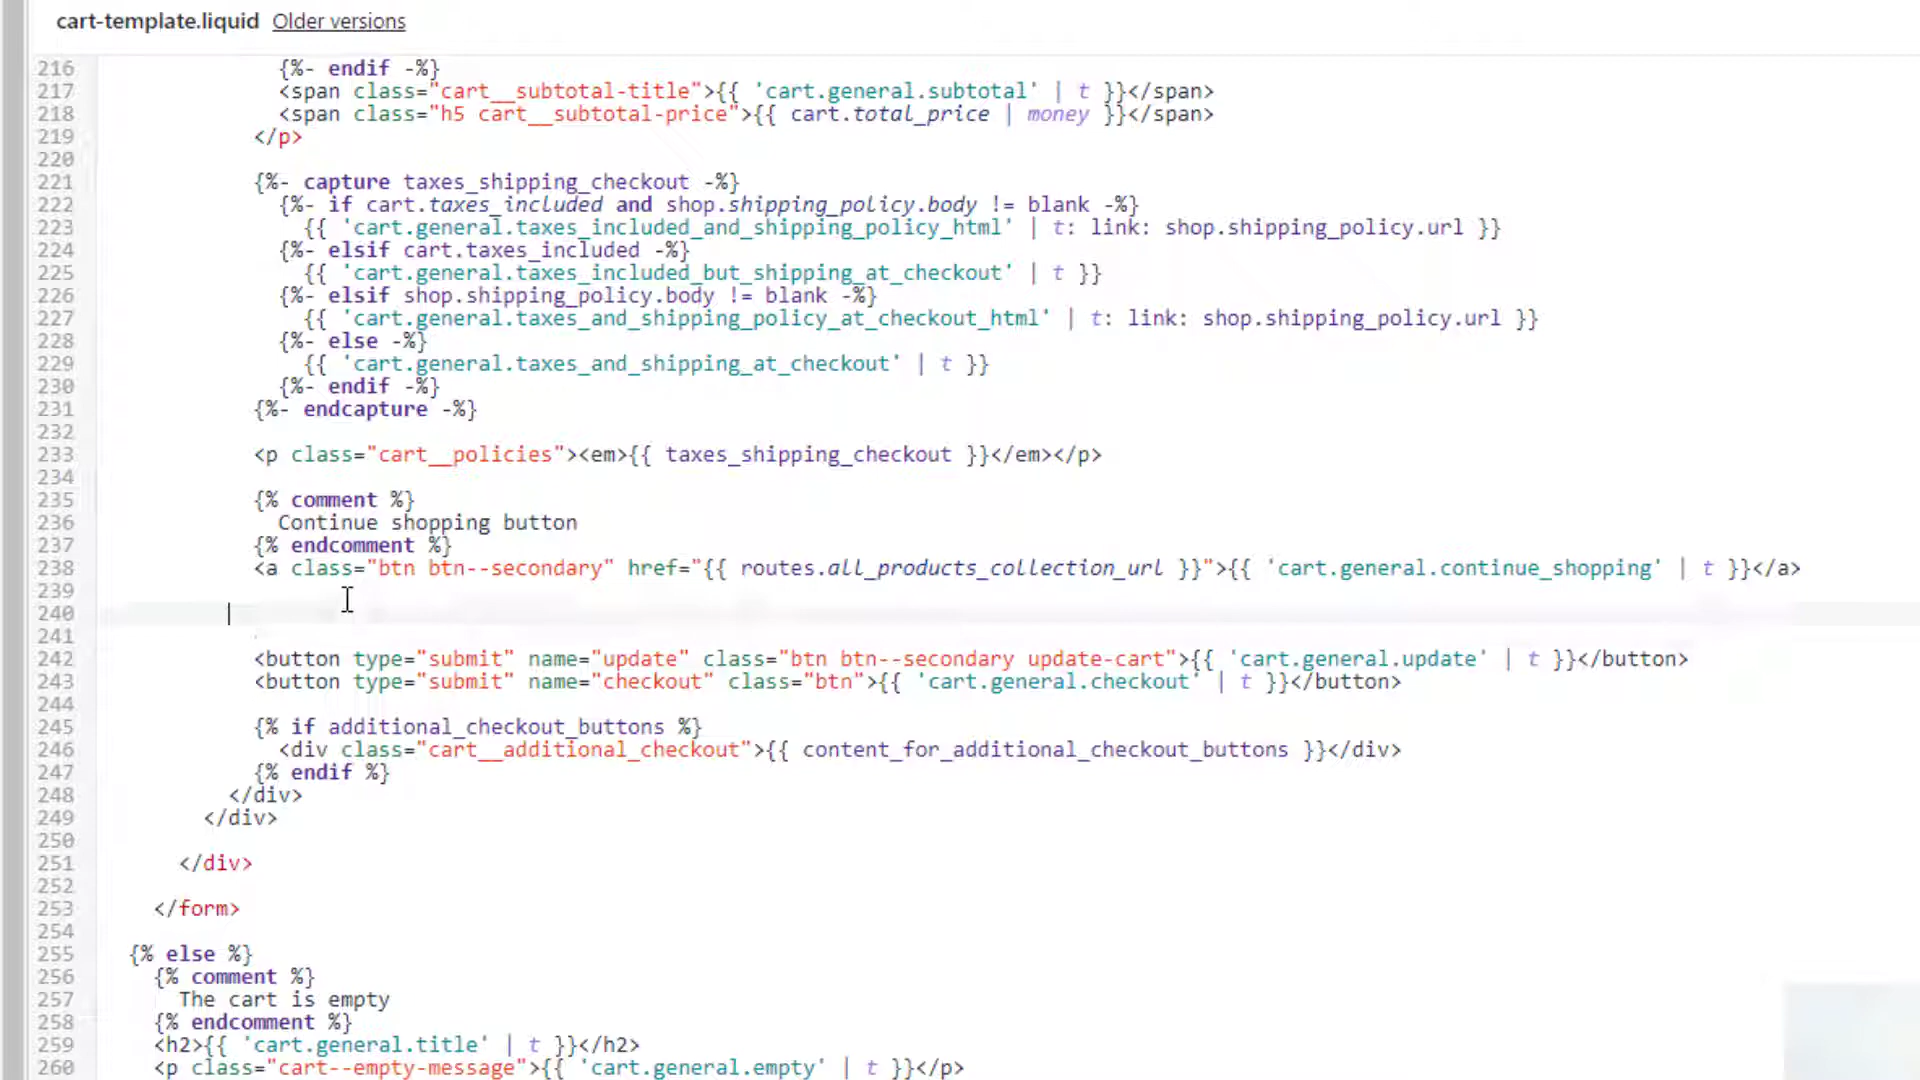 cart-template.liquid Older versions
216 {%- endif -%}
217 <span class="cart__subtotal-title">{{ 'cart.general.subtotal' | t }}</span>
218 <span class="h5 cart__subtotal-price">{{ cart.total_price | money }}</span>
219 </p>
220
221 {%- capture taxes_shipping_checkout -%}
222 {%- if cart.taxes_included and shop.shipping_policy.body != blank -%}
223 {{ 'cart.general.taxes_included_and_shipping_policy_html' | t: link: shop.shipping_policy.url }}
224 {%- elsif cart.taxes_included -%}
225 {{ 'cart.general.taxes_included_but_shipping_at_checkout' | t }}
226 {%- elsif shop.shipping_policy.body != blank -%}
227 {{ 'cart.general.taxes_and_shipping_policy_at_checkout_html' | t: link: shop.shipping_policy.url }}
228 {%- else -%}
229 {{ 'cart.general.taxes_and_shipping_at_checkout' | t }}
230 {%- endif -%}
231 {%- endcapture -%}
232
233 <p class="cart__policies"><em>{{ taxes_shipping_checkout }}</em></p>
234
235 {% comment %}
236 Continue shopping button
237 {% endcomment %}
238 <a class="btn btn--secondary" href="{{ routes.all_products_collection_url }}">{{ 'cart.general.continue_shopping' | t }}</a>
239
240
241
242 <button type="submit" name="update" class="btn btn--secondary update-cart">{{ 'cart.general.update' | t }}</button>
243 <button type="submit" name="checkout" class="btn">{{ 'cart.general.checkout' | t }}</button>
244
245 {% if additional_checkout_buttons %}
246 <div class="cart__additional_checkout">{{ content_for_additional_checkout_buttons }}</div>
247 {% endif %}
248 </div>
249 </div>
250
251 </div>
252
253 </form>
254
255 {% else %}
256 {% comment %}
257 The cart is empty
258 {% endcomment %}
259 <h2>{{ 'cart.general.title' | t }}</h2>
260 <p class="cart--empty-message">{{ 'cart.general.empty' | t }}</p>